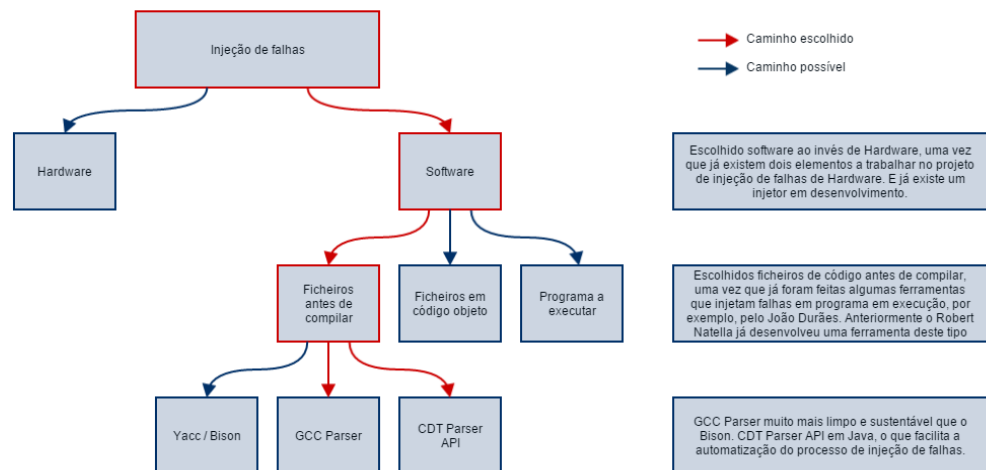 Injeção de falhas
Caminho escolhido
Caminho possível
Hardware
Software
Escolhido software ao invés de Hardware, uma vez
que já existem dois elementos a trabalhar no projeto
de injeção de falhas de Hardware. E já existe um
injetor em desenvolvimento.
Ficheiros
antes de
compilar
Ficheiros em
código objeto
Programa a
executar
Escolhidos ficheiros de código antes de compilar,
uma vez que já foram feitas algumas ferramentas
que injetam falhas em programa em execução, por
exemplo, pelo João Durães. Anteriormente o Robert
Natella já desenvolveu uma ferramenta deste tipo
Yacc / Bison
GCC Parser
CDT Parser
API
GCC Parser muito mais limpo e sustentável que o
Bison. CDT Parser API em Java, o que facilita a
automatização do processo de injeção de falhas.